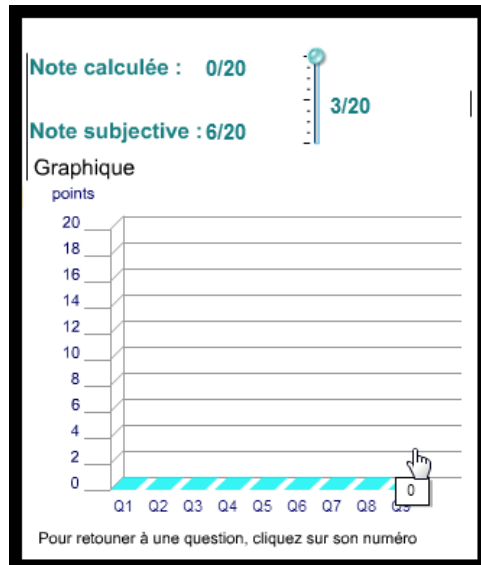 Note calculée : 0/20
3/20
Note subjective : 6/20
Graphique
points
20
18
16
14
12
10
8
6
4
2
0
0
Q1 Q2 Q3 Q4 Q5 Q6 Q7 Q8
Pour retouner à une question, cliquez sur son numéro